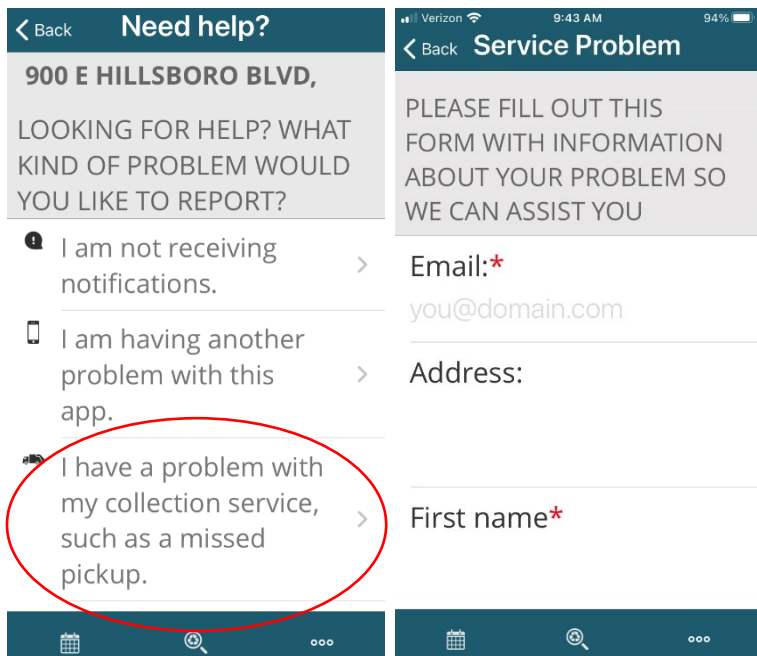 Back Need help?
900 E HILLSBORO BLVD,
LOOKING FOR HELP? WHAT
KIND OF PROBLEM WOULD
YOU LIKE TO REPORT?
I am not receiving
notifications.
I am having another
problem with this
app.
I have a problem with
my collection service,
such as a missed
pickup.
Verizon 9:43 AM 94%
Back Service Problem
PLEASE FILL OUT THIS
FORM WITH INFORMATION
ABOUT YOUR PROBLEM SO
WE CAN ASSIST YOU
Email:*
you@domain.com
Address:
First name*